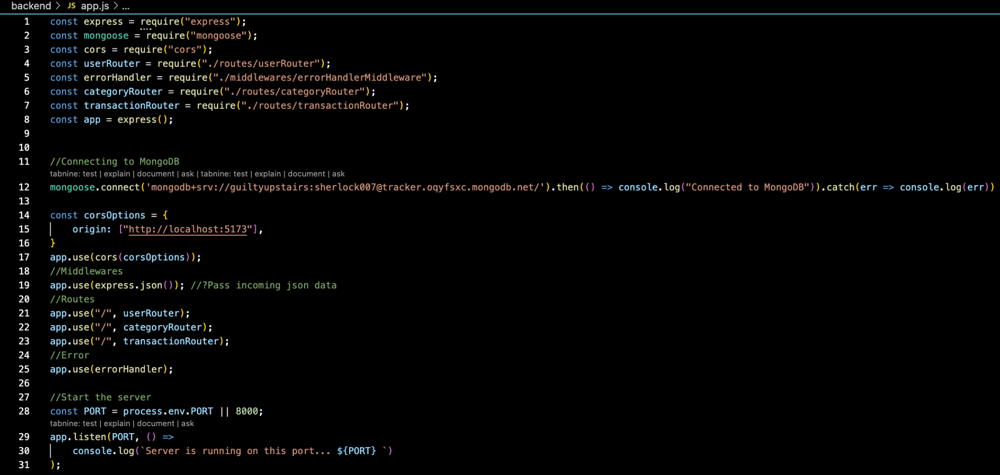 backend > JS app.js > ...
1 const express = require("express");
2 const mongoose = require("mongoose");
3 const cors = require("cors");
4 const userRouter = require("./routes/userRouter");
5 const errorHandler = require("./middlewares/errorHandlerMiddleware");
6 const categoryRouter = require("./routes/categoryRouter");
7 const transactionRouter = require("./routes/transactionRouter");
8 const app = express();
9
10
11 //Connecting to MongoDB
tabnine: test | explain | document | ask | tabnine: test | explain | document | ask
12 mongoose.connect('mongodb+srv://guiltyupstairs:sherlock007@tracker.oqyfsxc.mongodb.net/').then(() => console.log("Connected to MongoDB")).catch(err => console.log(err))
13
14 const corsOptions = {
15     origin: ["http://localhost:5173"],
16 }
17 app.use(cors(corsOptions));
18 //Middlewares
19 app.use(express.json()); //?Pass incoming json data
20 //Routes
21 app.use("/", userRouter);
22 app.use("/", categoryRouter);
23 app.use("/", transactionRouter);
24 //Error
25 app.use(errorHandler);
26
27 //Start the server
28 const PORT = process.env.PORT || 8000;
tabnine: test | explain | document | ask
29 app.listen(PORT, () =>
30     console.log(`Server is running on this port... ${PORT} `)
31 );